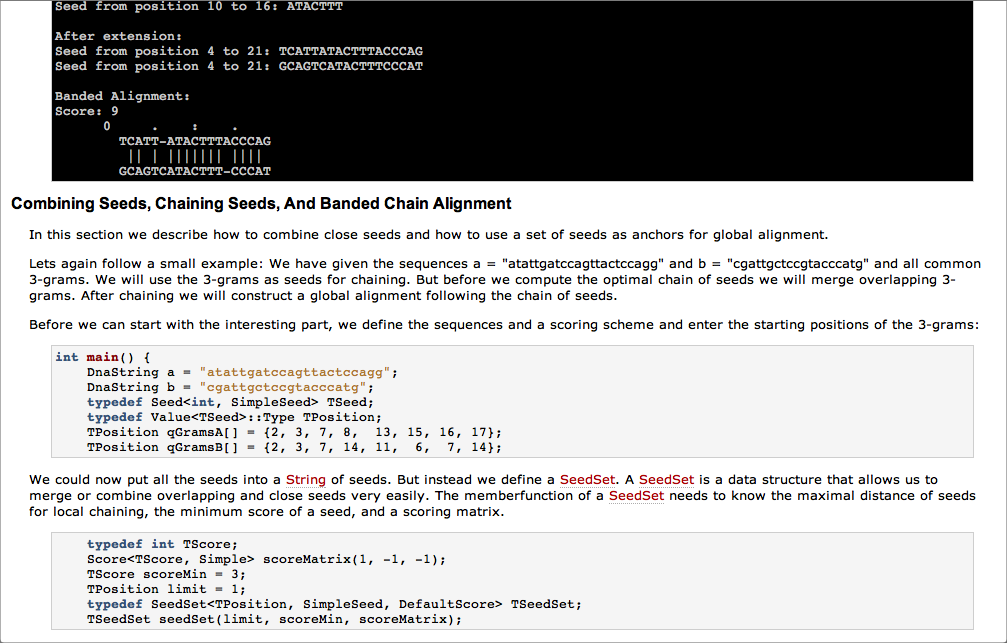 Seed from position 10 to 16: ATACTTT
After extension:
Seed from position 4 to 21: TCATTATACTTTACCCAG
Seed from position 4 to 21: GCAGTCATACTTTCCCAT
Banded Alignment:
Score: 9
0     .    :    .
TCATT-ATACTTTACCCAG
|| | ||||||| ||||
GCAGTCATACTTT-CCCAT
Combining Seeds, Chaining Seeds, And Banded Chain Alignment
In this section we describe how to combine close seeds and how to use a set of seeds as anchors for global alignment.
Lets again follow a small example: We have given the sequences a = "atattgatccagttactccagg" and b = "cgattgctccgtacccatg" and all common
3-grams. We will use the 3-grams as seeds for chaining. But before we compute the optimal chain of seeds we will merge overlapping 3-
grams. After chaining we will construct a global alignment following the chain of seeds.
Before we can start with the interesting part, we define the sequences and a scoring scheme and enter the starting positions of the 3-grams:
int main() {
DnaString a = "atattgatccagttactccagg";
DnaString b = "cgattgctccgtacccatg";
typedef Seed<int, SimpleSeed> TSeed;
typedef Value<TSeed>::Type TPosition;
TPosition qGramsA[] = {2, 3, 7, 8,  13, 15, 16, 17};
TPosition qGramsB[] = {2, 3, 7, 14, 11,  6,  7, 14};
We could now put all the seeds into a String of seeds. But instead we define a SeedSet. A SeedSet is a data structure that allows us to
merge or combine overlapping and close seeds very easily. The memberfunction of a SeedSet needs to know the maximal distance of seeds
for local chaining, the minimum score of a seed, and a scoring matrix.
typedef int TScore;
Score<TScore, Simple> scoreMatrix(1, -1, -1);
TScore scoreMin = 3;
TPosition limit = 1;
typedef SeedSet<TPosition, SimpleSeed, DefaultScore> TSeedSet;
TSeedSet seedSet(limit, scoreMin, scoreMatrix);